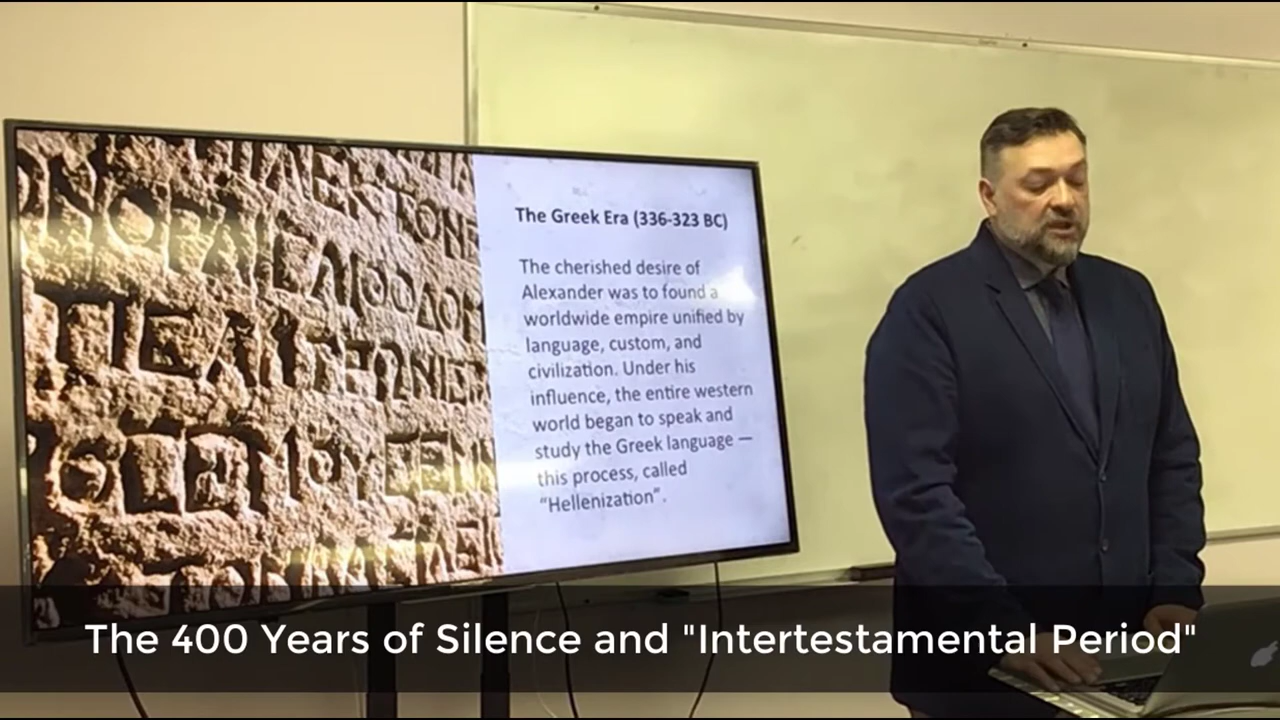 The Greek Era (336-323 BC)
The cherished desire of
Alexander was to found a
worldwide empire unified by
language, custom, and
civilization. Under his
influence, the entire western
world began to speak and
study the Greek language —
this process, called
“Hellenization”.
The 400 Years of Silence and "Intertestamental Period"